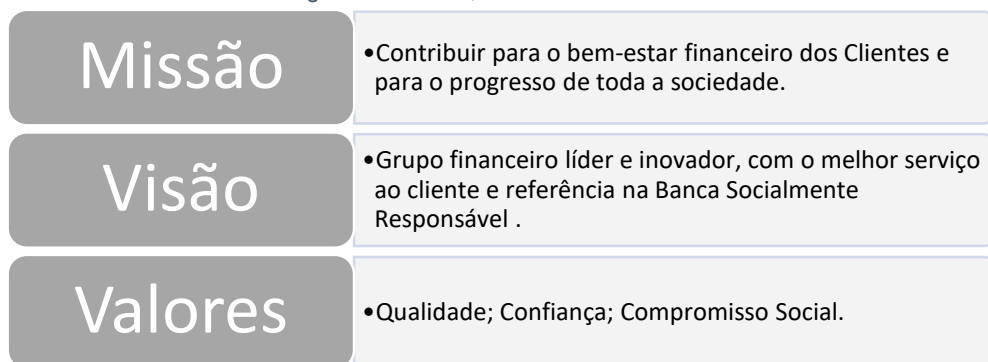 Missão
•Contribuir para o bem-estar financeiro dos Clientes e
para o progresso de toda a sociedade.
Visão
•Grupo financeiro líder e inovador, com o melhor serviço
ao cliente e referência na Banca Socialmente
Responsável .
Valores
•Qualidade; Confiança; Compromisso Social.